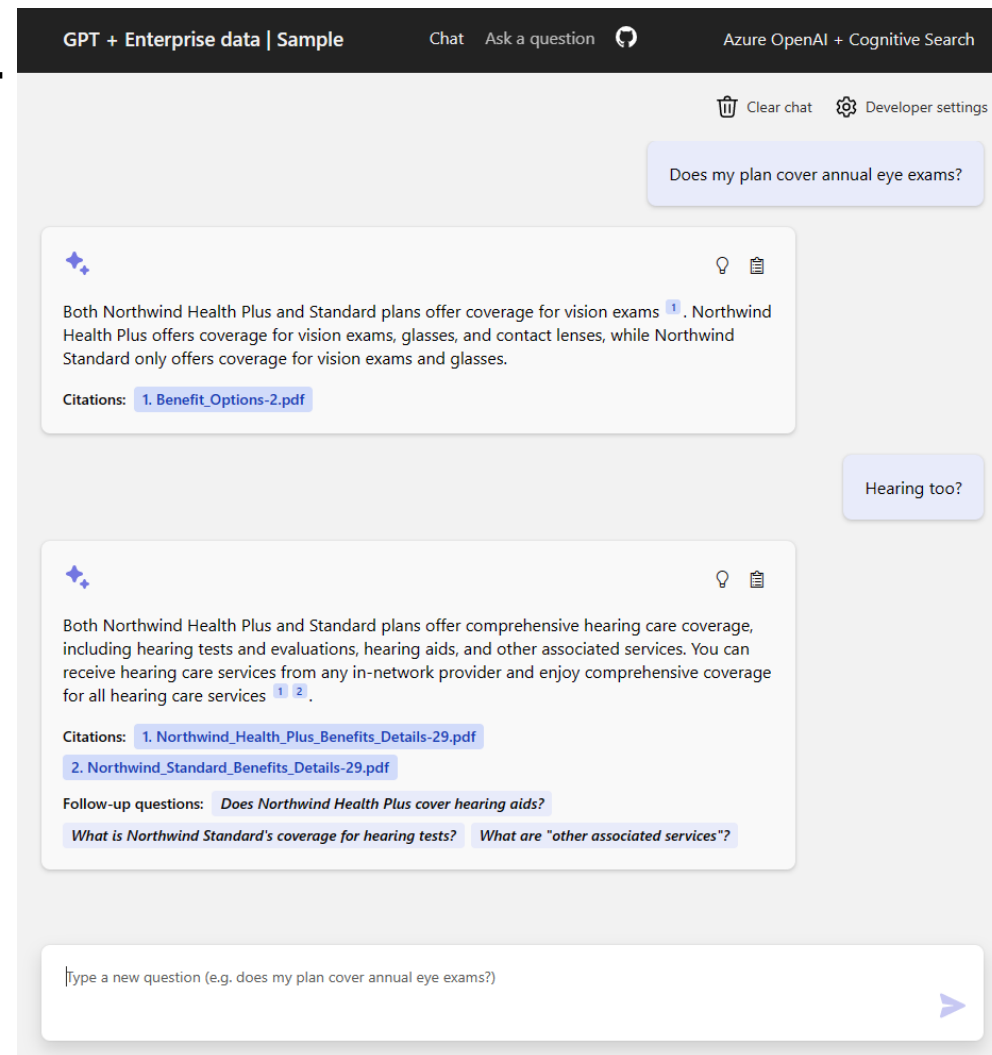 GPT + Enterprise data | Sample Chat Ask a question Azure OpenAI + Cognitive Search
Clear chat Developer settings
Does my plan cover annual eye exams?
Both Northwind Health Plus and Standard plans offer coverage for vision exams 1 . Northwind
Health Plus offers coverage for vision exams, glasses, and contact lenses, while Northwind
Standard only offers coverage for vision exams and glasses.
Citations: 1. Benefit_Options-2.pdf
Hearing too?
Both Northwind Health Plus and Standard plans offer comprehensive hearing care coverage,
including hearing tests and evaluations, hearing aids, and other associated services. You can
receive hearing care services from any in-network provider and enjoy comprehensive coverage
for all hearing care services 1 2 .
Citations: 1. Northwind_Health_Plus_Benefits_Details-29.pdf
2. Northwind_Standard_Benefits_Details-29.pdf
Follow-up questions: Does Northwind Health Plus cover hearing aids?
What is Northwind Standard's coverage for hearing tests? What are "other associated services"?
Type a new question (e.g. does my plan cover annual eye exams?)